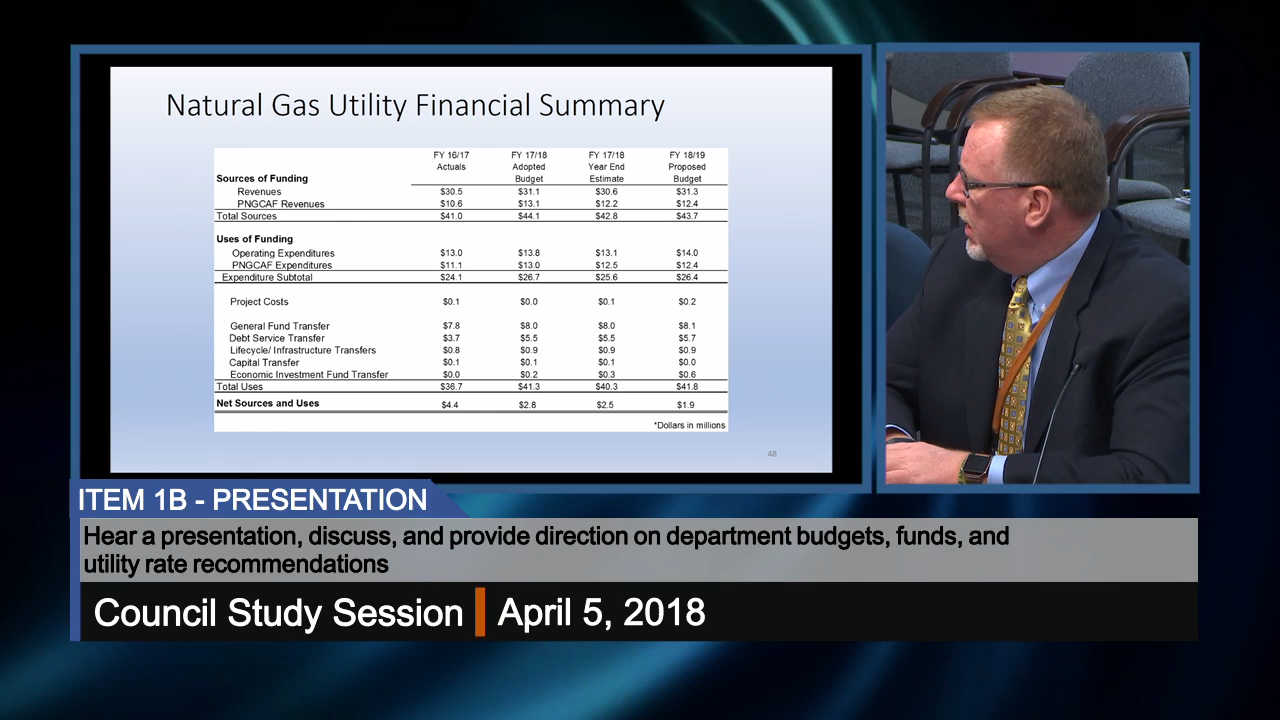 Natural Gas Utility Financial Summary
FY 16/17 FY 17/18 FY 17/18 FY 18/19
Actuals Adopted Year End Proposed
Sources of Funding Budget Estimate Budget
Revenues $30.5 $31.1 $30.6 $31.3
PNGCAF Revenues $10.6 $13.1 $12.2 $12.4
Total Sources $41.0 $44.1 $42.8 $43.7
Uses of Funding
Operating Expenditures $13.0 $13.8 $13.1 $14.0
PNGCAF Expenditures $11.1 $13.0 $12.5 $12.4
Expenditure Subtotal $24.1 $26.7 $25.6 $26.4
Project Costs $0.1 $0.0 $0.1 $0.2
General Fund Transfer $7.8 $8.0 $8.0 $8.1
Debt Service Transfer $3.7 $5.5 $5.5 $5.7
Lifecycle/ Infrastructure Transfers $0.8 $0.9 $0.9 $0.9
Capital Transfer $0.1 $0.1 $0.1 $0.0
Economic Investment Fund Transfer $0.0 $0.2 $0.3 $0.6
Total Uses $36.7 $41.3 $40.3 $41.8
Net Sources and Uses $4.4 $2.8 $2.5 $1.9
*Dollars in millions
48
ITEM 1B - PRESENTATION
Hear a presentation, discuss, and provide direction on department budgets, funds, and
utility rate recommendations
Council Study Session April 5, 2018